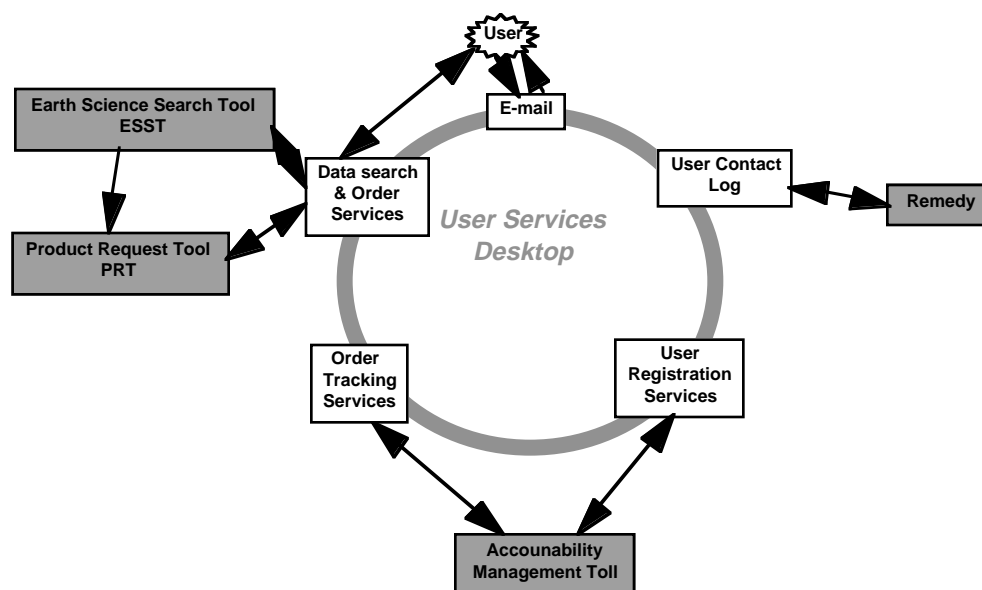 User
E-mail
Earth Science Search Tool
ESST
Data search
& Order
Services
User Contact
Log
Remedy
User Services
Desktop
Product Request Tool
PRT
Order
Tracking
Services
User
Registration
Services
Accounability
Management Toll